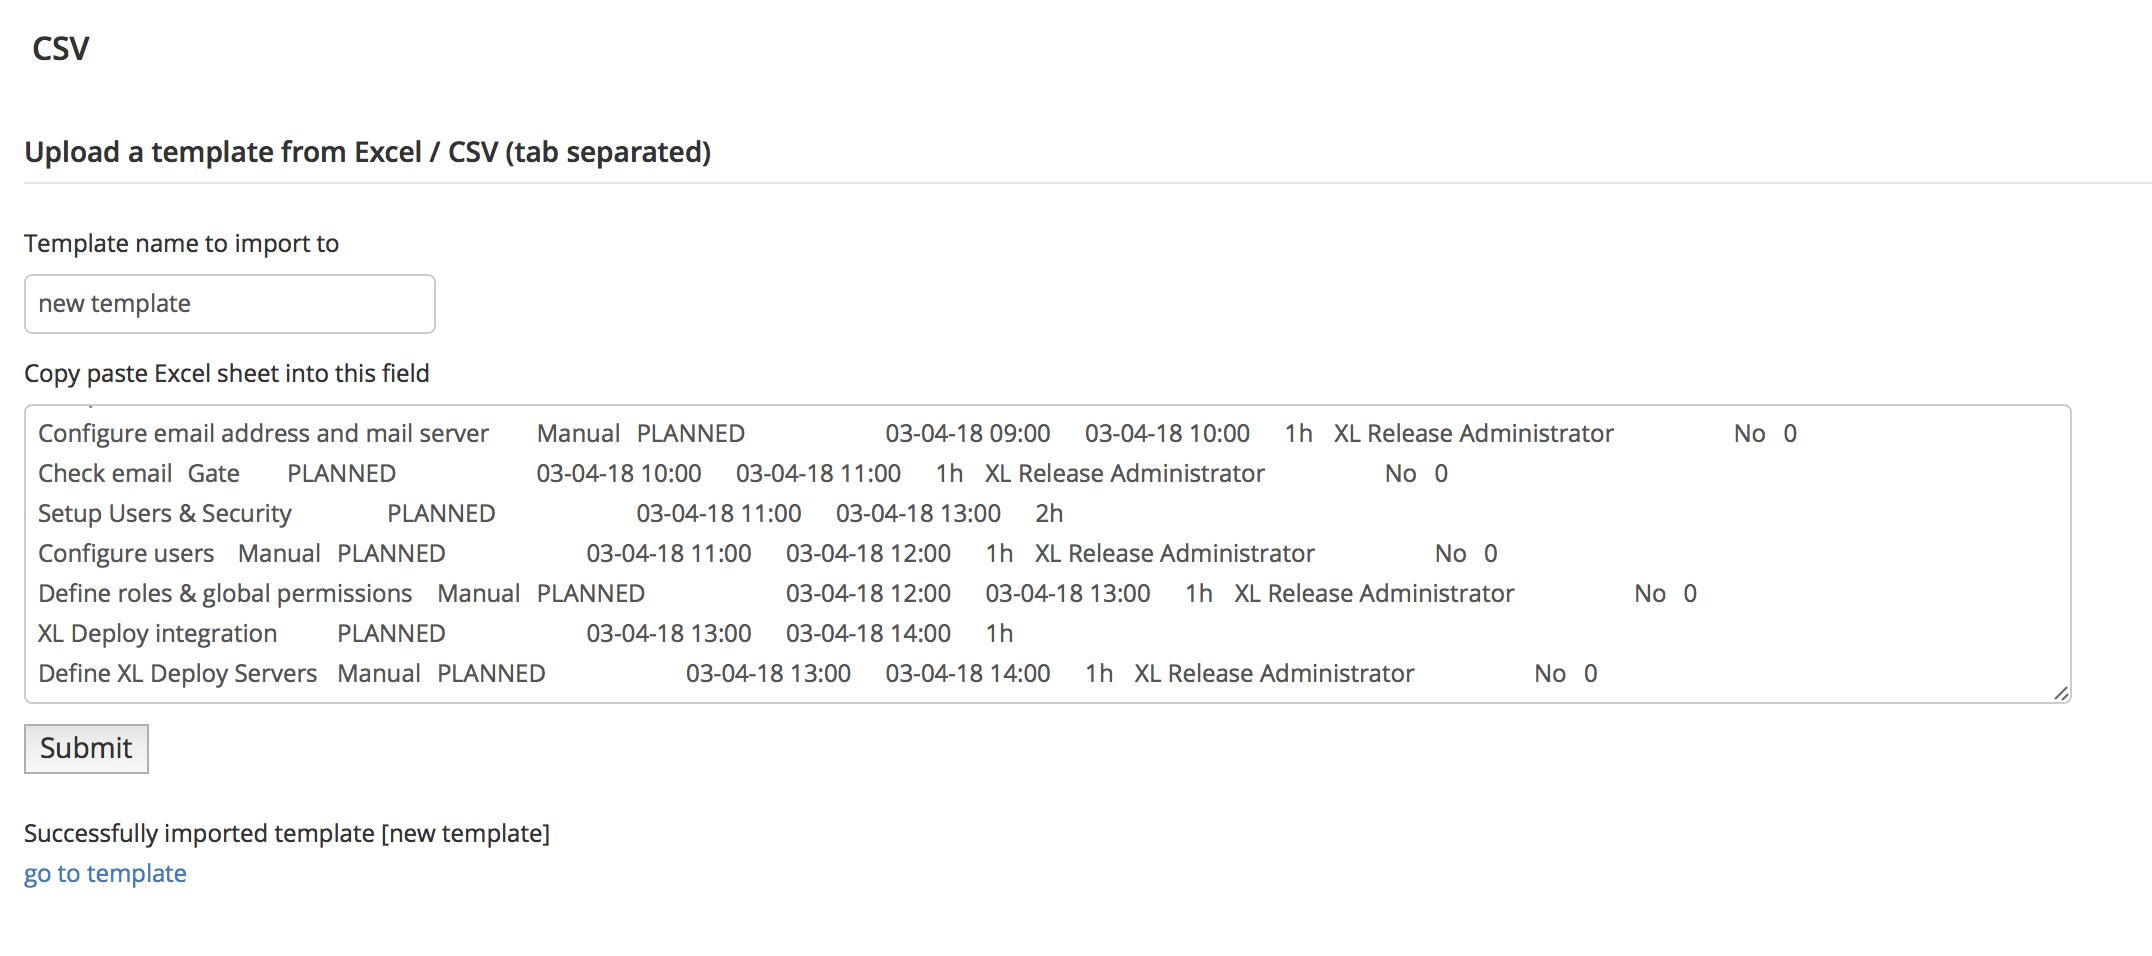 CSV
Upload a template from Excel / CSV (tab separated)
Template name to import to
new template
Copy paste Excel sheet into this field
Configure email address and mail server Manual PLANNED 03-04-18 09:00 03-04-18 10:00 1h XL Release Administrator No 0
Check email Gate PLANNED 03-04-18 10:00 03-04-18 11:00 1h XL Release Administrator No 0
Setup Users & Security PLANNED 03-04-18 11:00 03-04-18 13:00 2h
Configure users Manual PLANNED 03-04-18 11:00 03-04-18 12:00 1h XL Release Administrator No 0
Define roles & global permissions Manual PLANNED 03-04-18 12:00 03-04-18 13:00 1h XL Release Administrator No 0
XL Deploy integration PLANNED 03-04-18 13:00 03-04-18 14:00 1h
Define XL Deploy Servers Manual PLANNED 03-04-18 13:00 03-04-18 14:00 1h XL Release Administrator No 0
Submit
Successfully imported template [new template]
go to template